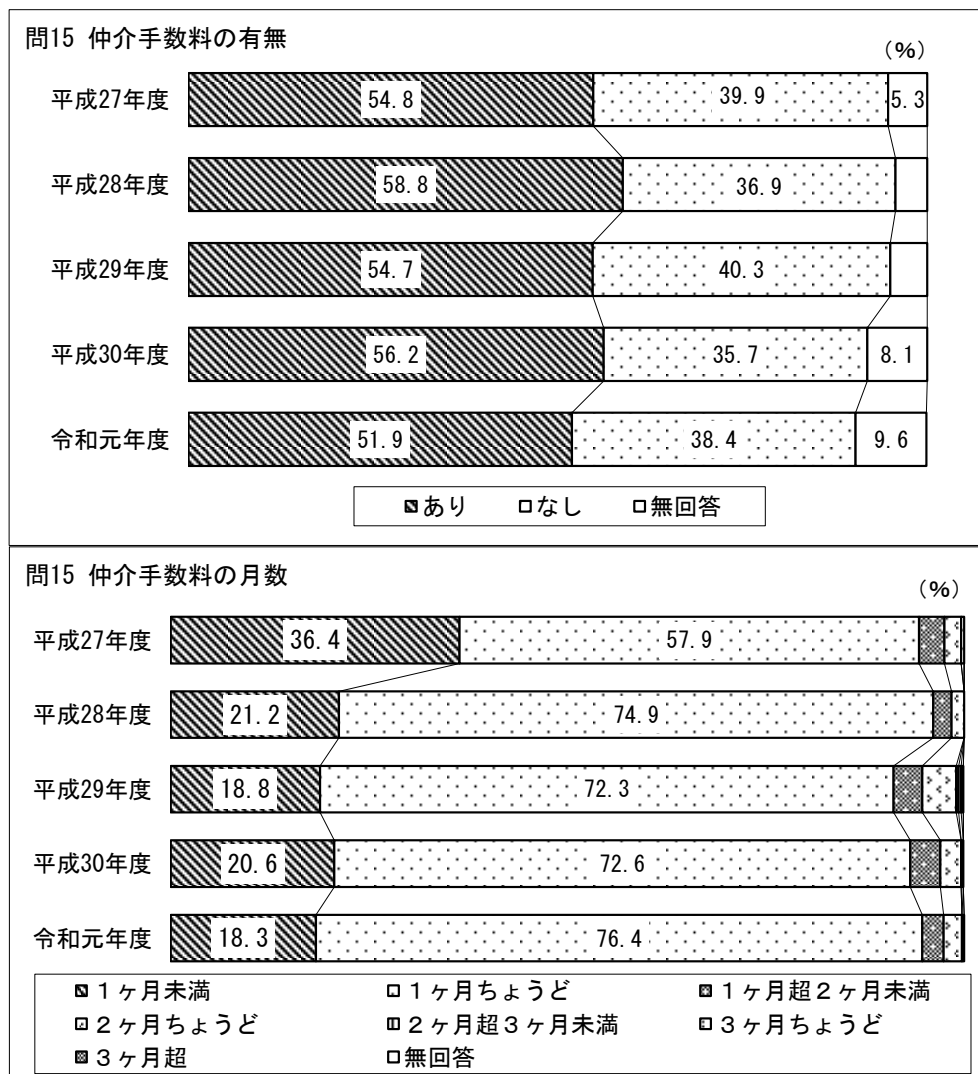 問15 仲介手数料の有無
(%)
平成27年度 54.8 39.9 5.3
平成28年度 58.8 36.9
平成29年度 54.7 40.3
平成30年度 56.2 35.7 8.1
令和元年度 51.9 38.4 9.6
あり なし 無回答
問15 仲介手数料の月数
(%)
平成27年度 36.4 57.9
平成28年度 21.2 74.9
平成29年度 18.8 72.3
平成30年度 20.6 72.6
令和元年度 18.3 76.4
１ヶ月未満 １ヶ月ちょうど １ヶ月超２ヶ月未満
２ヶ月ちょうど ２ヶ月超３ヶ月未満 ３ヶ月ちょうど
３ヶ月超 無回答